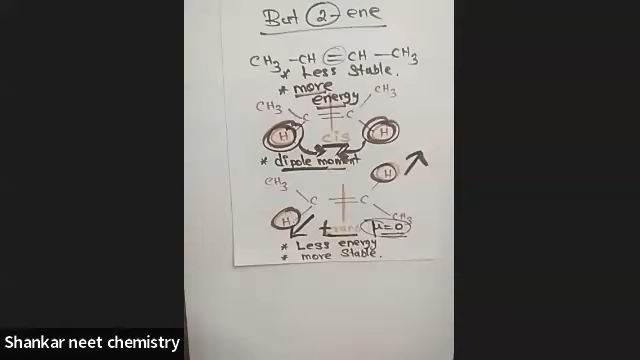 But 2- ene
CH3 -CH = CH -CH3
* Less Stable.
* more energy
CH3 CH3
C = C
H H
cis
* dipole moment
CH3 H
C = C
H CH3
trans μ=0
* Less energy
* more Stable.
Shankar neet chemistry